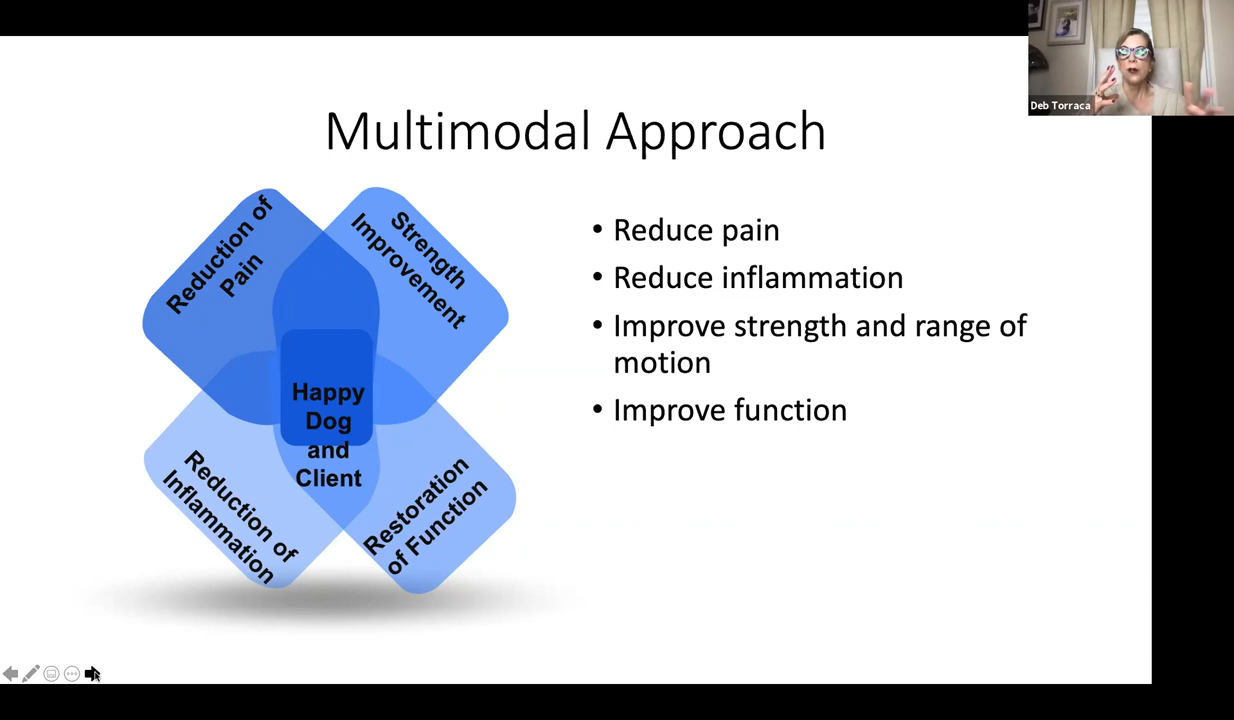 Deb Torraca
Multimodal Approach
Reduction of
Pain
Strength
Improvement
Happy
Dog
and
Client
Reduction of
Inflammation
Restoration
of Function
• Reduce pain
• Reduce inflammation
• Improve strength and range of
motion
• Improve function